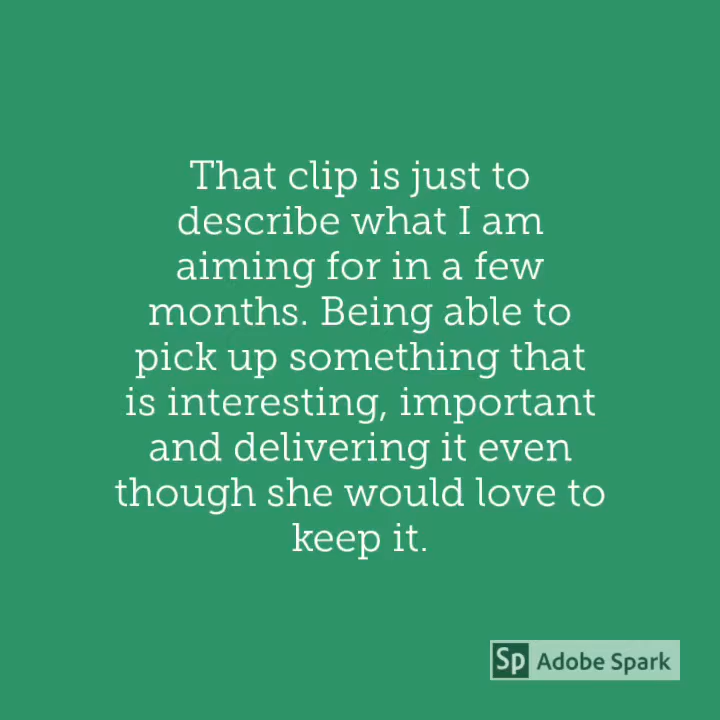 That clip is just to
describe what I am
aiming for in a few
months. Being able to
pick up something that
is interesting, important
and delivering it even
though she would love to
keep it.
Sp Adobe Spark